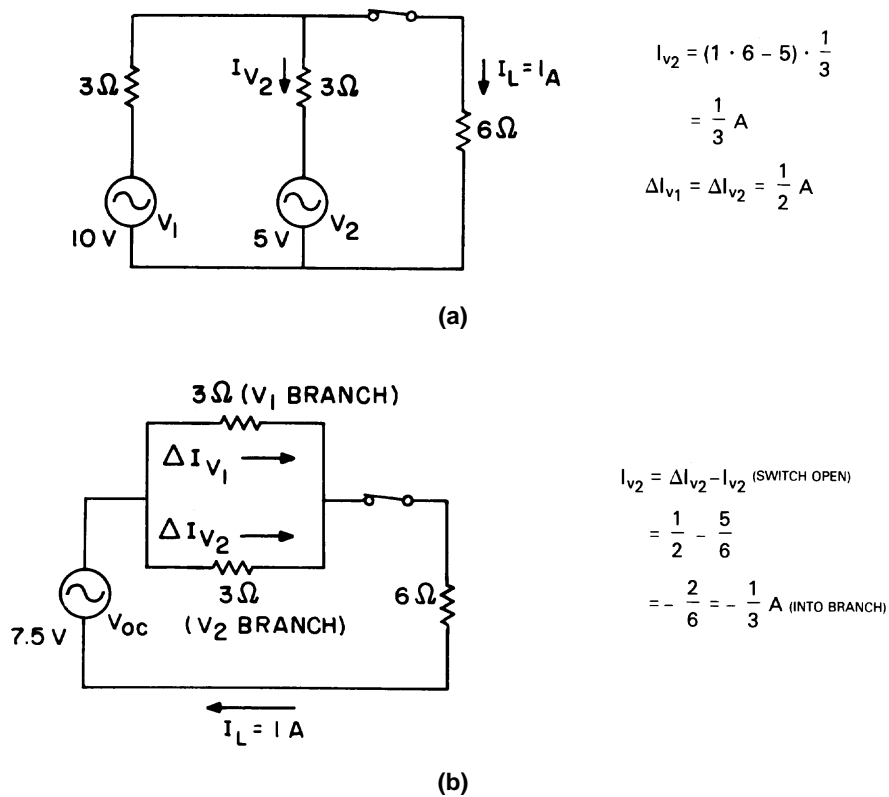 3Ω
I_V2
3Ω
I_L = 1A
6Ω
V_1
10 V
V_2
5 V
I_v2 = (1 · 6 – 5) · 1/3
= 1/3 A
ΔI_v1 = ΔI_v2 = 1/2 A
(a)
3Ω (V_1 BRANCH)
ΔI_V1
ΔI_V2
3Ω
(V_2 BRANCH)
6Ω
V_OC
7.5 V
I_L = 1 A
I_v2 = ΔI_v2 – I_v2 (SWITCH OPEN)
= 1/2 – 5/6
= – 2/6 = – 1/3 A (INTO BRANCH)
(b)